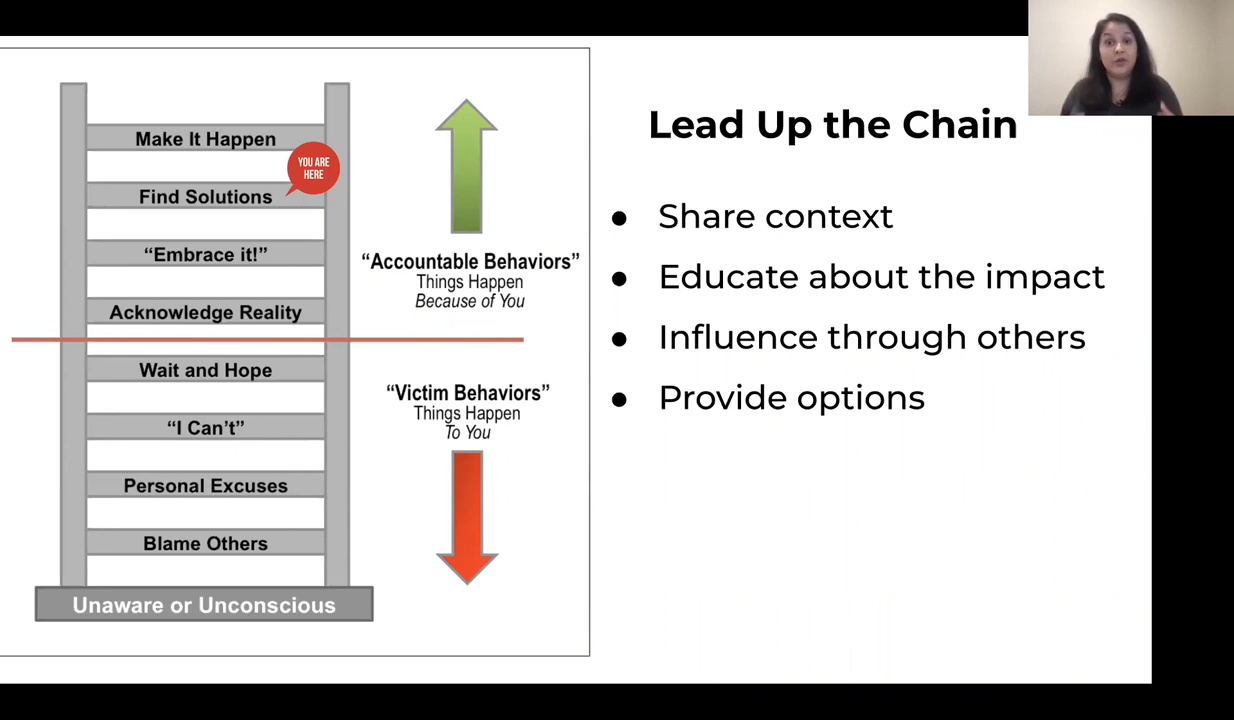 Make It Happen
YOU ARE
HERE
Find Solutions
“Embrace it!”
Acknowledge Reality
Wait and Hope
“I Can’t”
Personal Excuses
Blame Others
Unaware or Unconscious
“Accountable Behaviors”
Things Happen
Because of You
“Victim Behaviors”
Things Happen
To You
Lead Up the Chain
● Share context
● Educate about the impact
● Influence through others
● Provide options